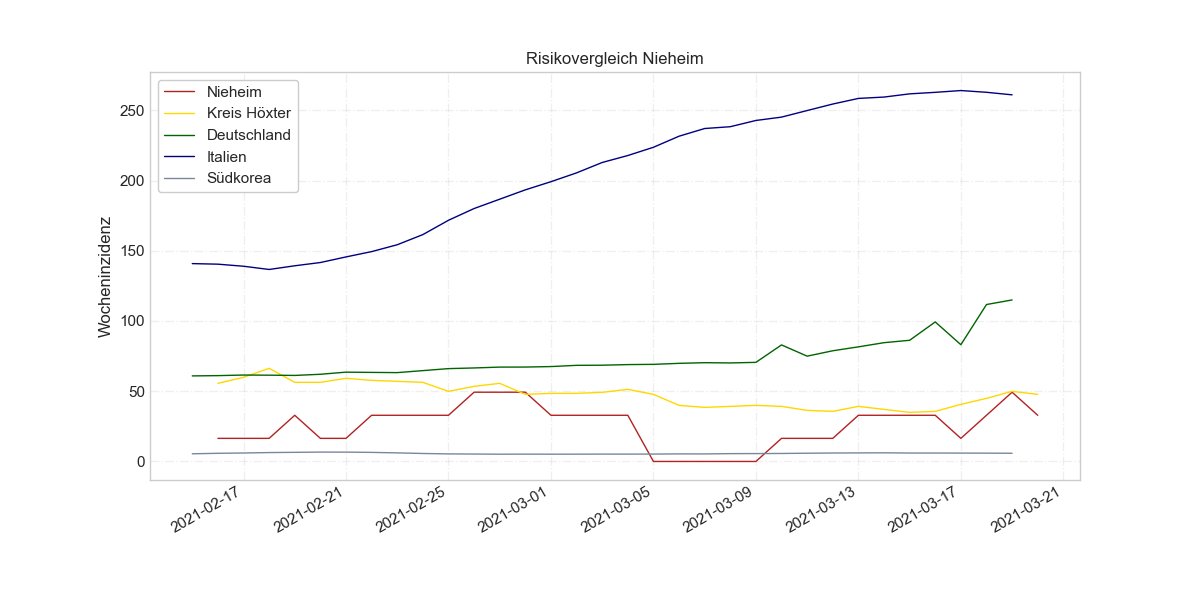 Risikovergleich Nieheim
Nieheim
Kreis Höxter
Deutschland
Italien
Südkorea
Wocheninzidenz
250
200
150
100
50
0
2021-02-17
2021-02-21
2021-02-25
2021-03-01
2021-03-05
2021-03-09
2021-03-13
2021-03-17
2021-03-21